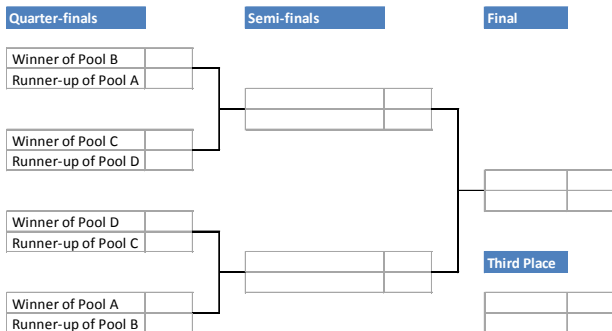 Quarter-finals
Semi-finals
Final
Winner of Pool B
Runner-up of Pool A
Winner of Pool C
Runner-up of Pool D
Winner of Pool D
Runner-up of Pool C
Third Place
Winner of Pool A
Runner-up of Pool B